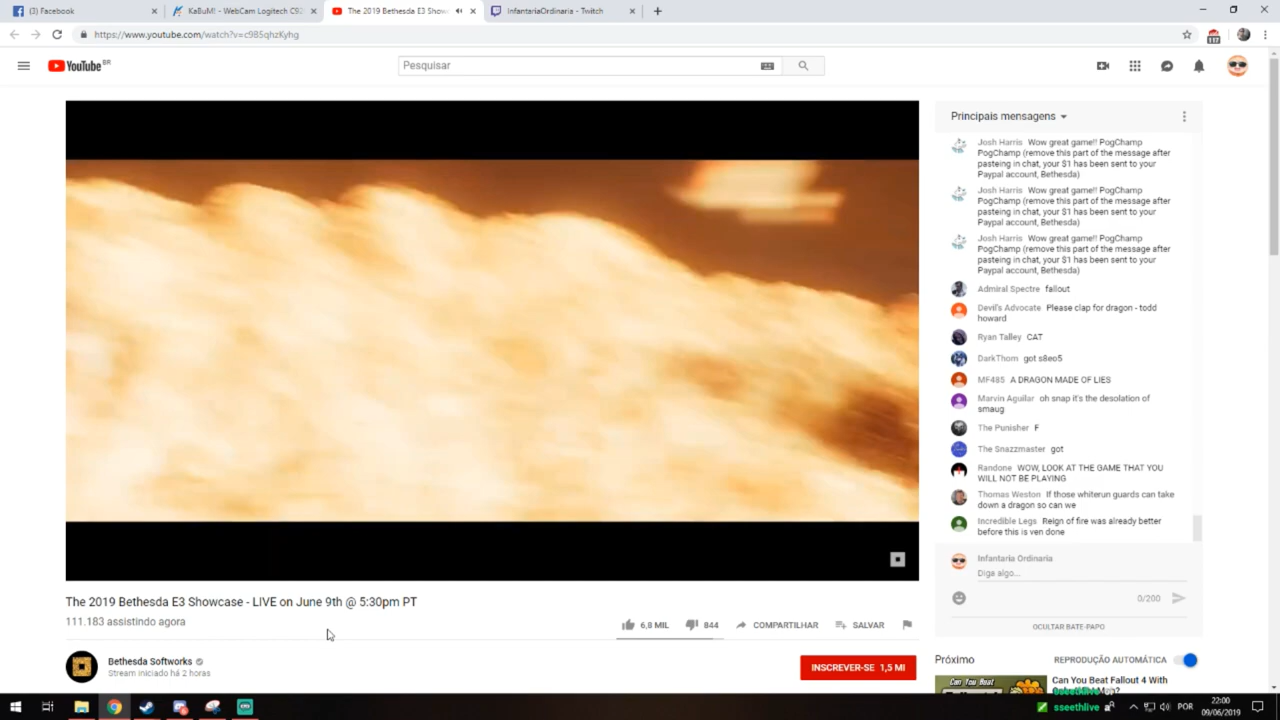 (3) Facebook
KaBuM! - WebCam Logitech C92
The 2019 Bethesda E3 Show
InfantariaOrdinaria - Twitch
https://www.youtube.com/watch?v=c9B5qhzKyhg
117
YouTube BR
Pesquisar
Principais mensagens
Josh Harris Wow great game!! PogChamp
PogChamp (remove this part of the message after
pasteing in chat, your $1 has been sent to your
Paypal account, Bethesda)
Josh Harris Wow great game!! PogChamp
PogChamp (remove this part of the message after
pasteing in chat, your $1 has been sent to your
Paypal account, Bethesda)
Josh Harris Wow great game!! PogChamp
PogChamp (remove this part of the message after
pasteing in chat, your $1 has been sent to your
Paypal account, Bethesda)
Admiral Spectre fallout
Devil's Advocate Please clap for dragon - todd
howard
Ryan Talley CAT
DarkThom got s8eo5
MF485 A DRAGON MADE OF LIES
Marvin Aguilar oh snap it's the desolation of
smaug
The Punisher F
The Snazzmaster got
Randone WOW, LOOK AT THE GAME THAT YOU
WILL NOT BE PLAYING
Thomas Weston If those whiterun guards can take
down a dragon so can we
Incredible Legs Reign of fire was already better
before this is ven done
Infantaria Ordinaria
Diga algo...
0/200
OCULTAR BATE-PAPO
The 2019 Bethesda E3 Showcase - LIVE on June 9th @ 5:30pm PT
111.183 assistindo agora
6,8 MIL
844
COMPARTILHAR
SALVAR
Bethesda Softworks
Stream iniciado há 2 horas
INSCREVER-SE 1,5 MI
Próximo
REPRODUÇÃO AUTOMÁTICA
Can You Beat
Can You Beat Fallout 4 With
sseethlive
POR
22:00
09/06/2019